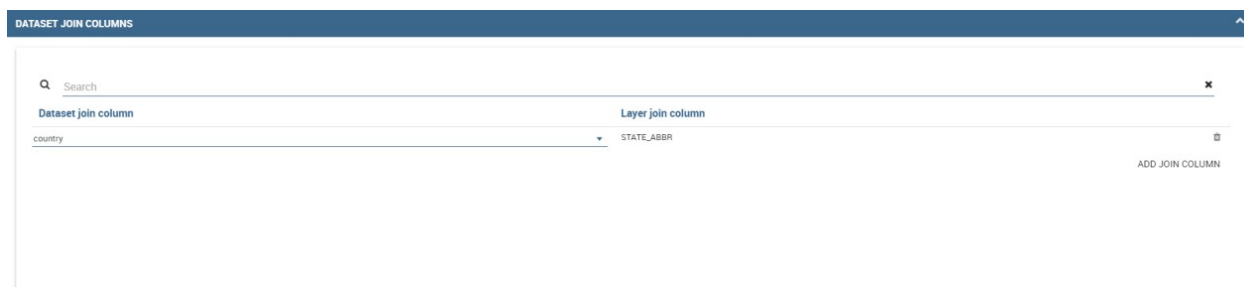 DATASET JOIN COLUMNS
Search
Dataset join column Layer join column
country STATE_ABBR
ADD JOIN COLUMN